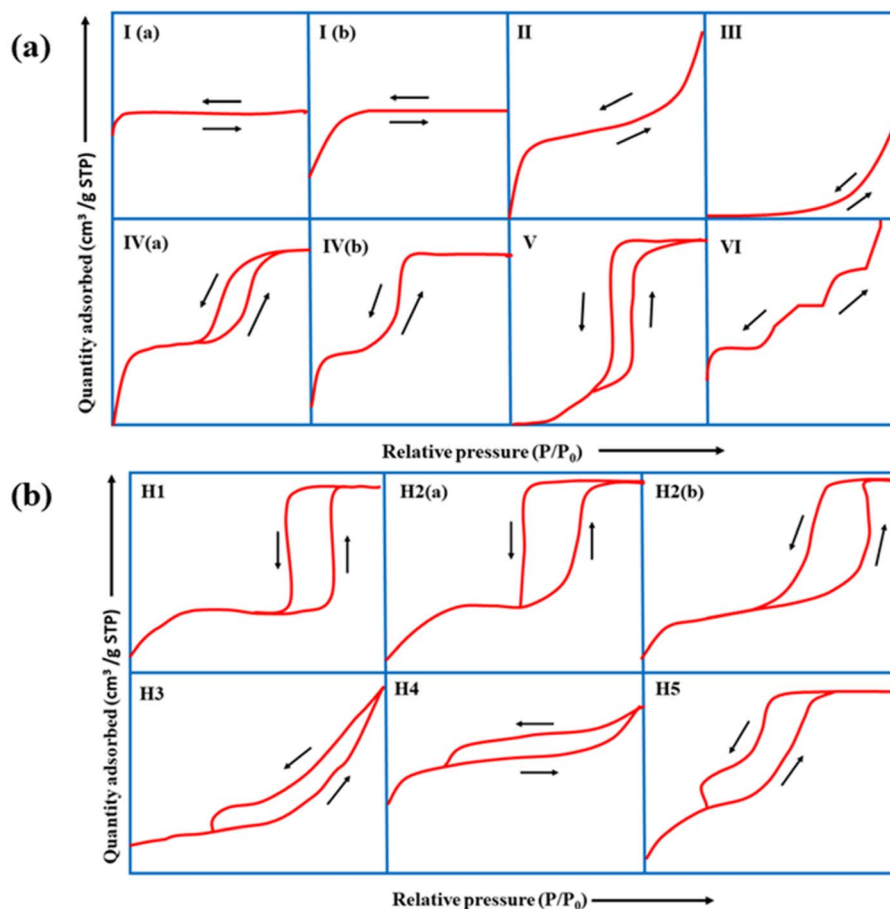 (a)
I (a)
I (b)
II
III
IV(a)
IV(b)
V
VI
Quantity adsorbed (cm³ /g STP)
Relative pressure (P/P₀)
(b)
H1
H2(a)
H2(b)
H3
H4
H5
Quantity adsorbed (cm³ /g STP)
Relative pressure (P/P₀)